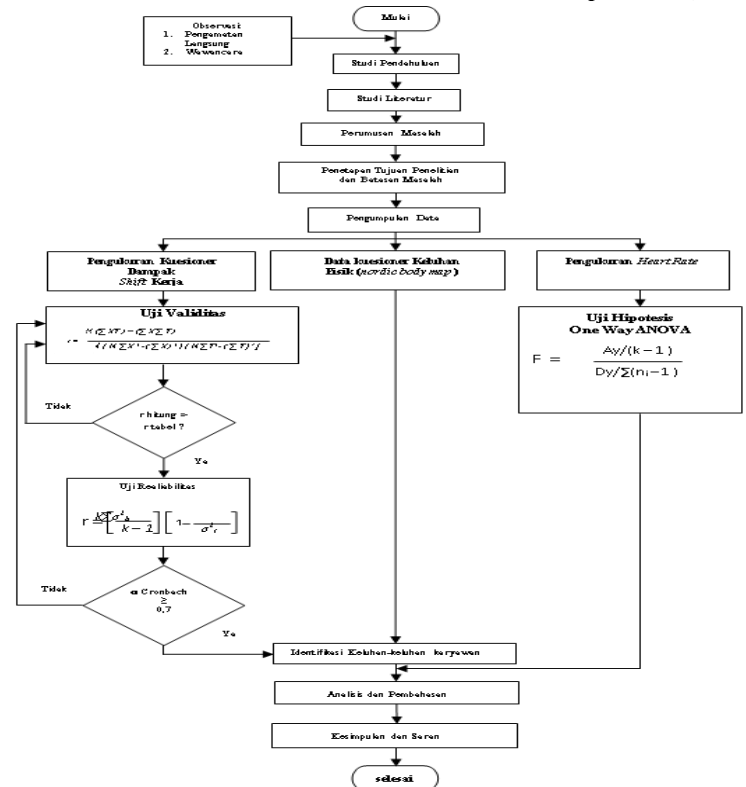 Mulai
Observasi
1. Pengamatan
Langsung
2. Wawancara
Studi Pendahuluan
Studi Literatur
Perumusan Masalah
Penetapan Tujuan Penelitian
dan Batasan Masalah
Pengumpulan Data
Pengukuran Kuesioner
Dampak
Shift Kerja
Data kuesioner Keluhan
Fisik (nordic body map)
Pengukuran Heart Rate
Uji Validitas
Uji Hipotesis
One Way ANOVA
F = Ay/(k−1)
Dy/∑(nᵢ−1)
Tidak
r hitung =
r tabel ?
Ya
Uji Realiabilitas
Tidak
α Cronbach
≥
0,7
Ya
Identifikasi Keluhan-keluhan karyawan
Analisis dan Pembahasan
Kesimpulan dan Saran
selesai